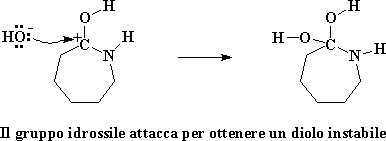 H
O
HO
-
+
C
N
H
H
O
H-O
C
N
H
Il gruppo idrossile attacca per ottenere un diolo instabile